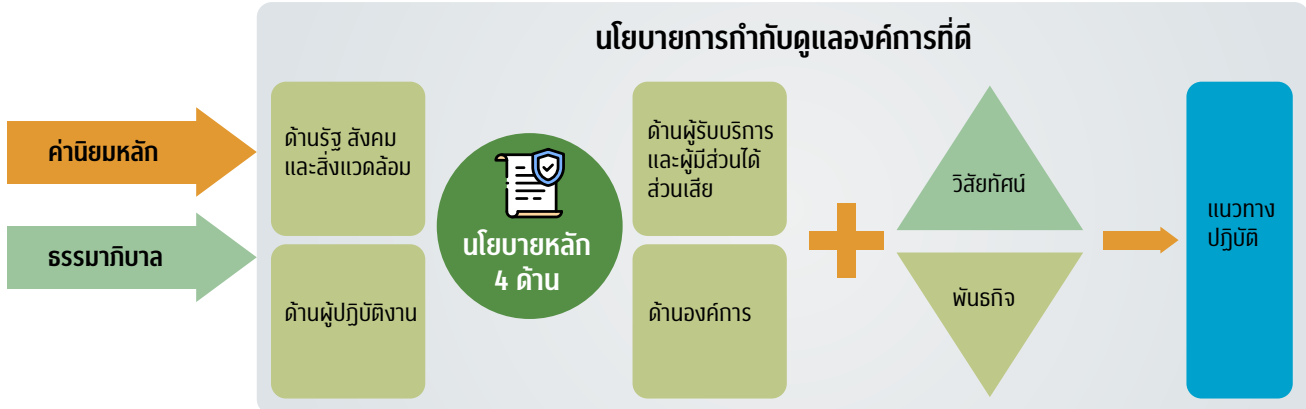 นโยบายการกำกับดูแลองค์การที่ดี
ค่านิยมหลัก
ธรรมาภิบาล
ด้านรัฐ สังคม
และสิ่งแวดล้อม
ด้านผู้ปฏิบัติงาน
นโยบายหลัก
4 ด้าน
ด้านผู้รับบริการ
และผู้มีส่วนได้
ส่วนเสีย
ด้านองค์การ
วิสัยทัศน์
พันธกิจ
แนวทาง
ปฏิบัติ